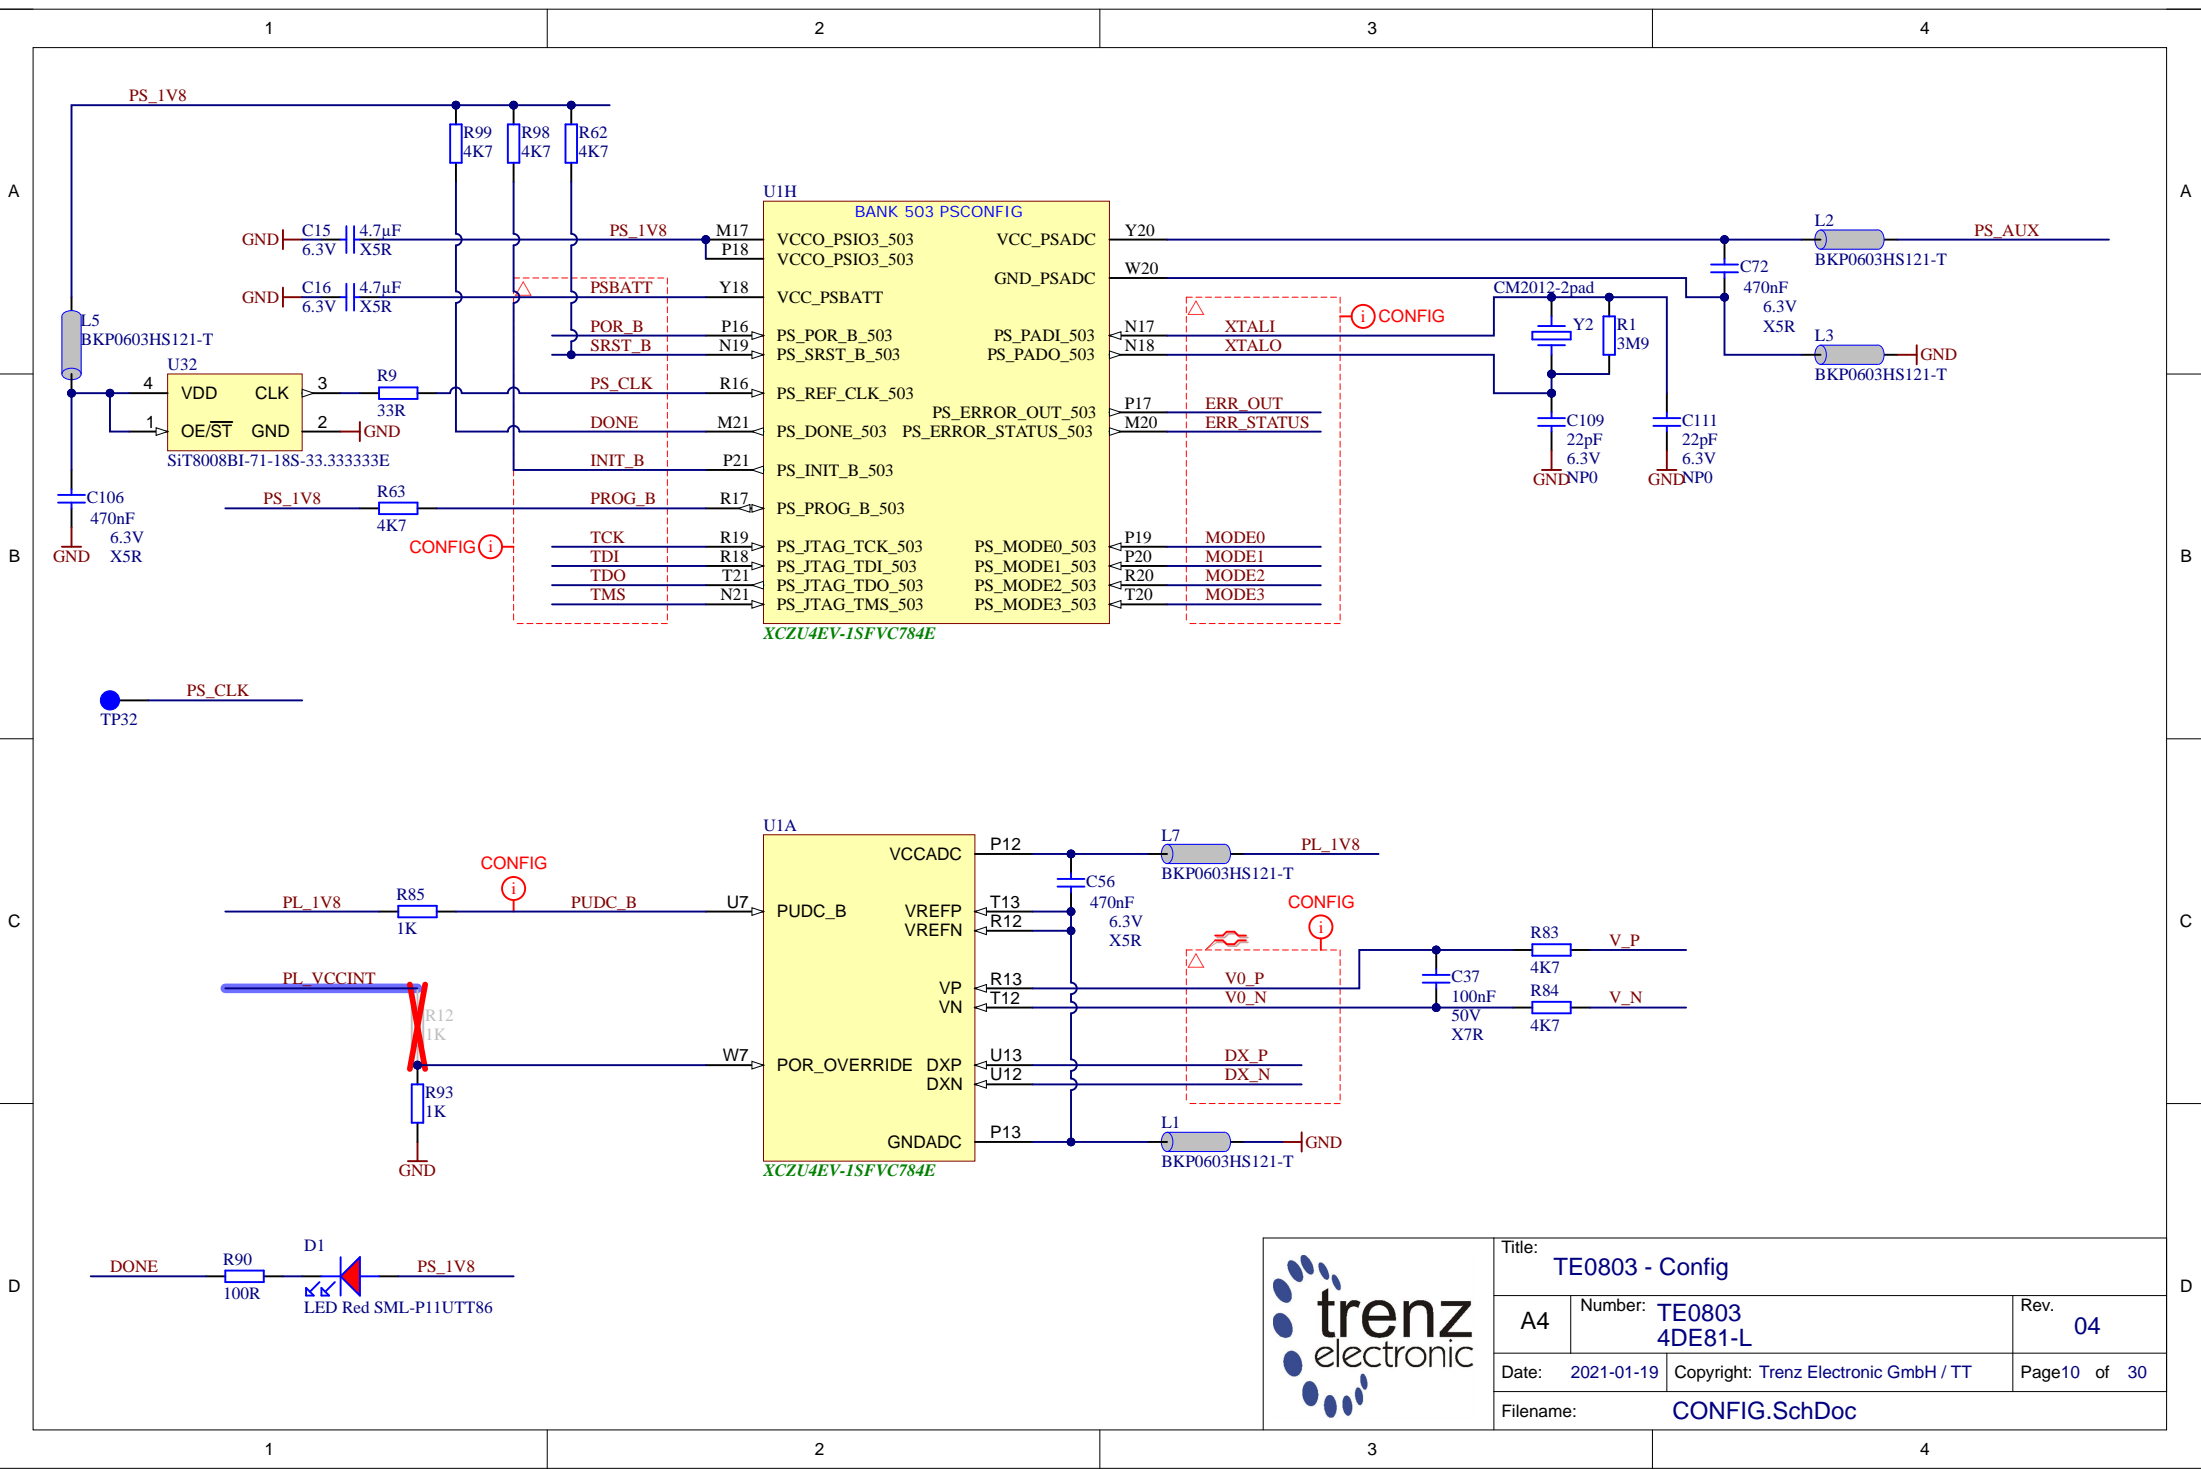 1 2 3 4
A
A
B
B
C
C
D
D
PS_1V8
R99
4K7
R98
4K7
R62
4K7
GND
C15
6.3V
4.7µF
X5R
PS_1V8
GND
C16
6.3V
4.7µF
X5R
PSBATT
POR_B
SRST_B
PS_CLK
DONE
INIT_B
PROG_B
TCK
TDI
TDO
TMS
CONFIG
i
L5
BKP0603HS121-T
U32
4 VDD CLK 3
1 OE/ST GND 2
GND
SiT8008BI-71-18S-33.333333E
R9
33R
C106
470nF
6.3V
X5R
GND
PS_1V8
R63
4K7
U1H
BANK 503 PSCONFIG
M17 VCCO_PSIO3_503
P18 VCCO_PSIO3_503
Y18 VCC_PSBATT
P16 PS_POR_B_503
N19 PS_SRST_B_503
R16 PS_REF_CLK_503
M21 PS_DONE_503
P21 PS_INIT_B_503
R17 PS_PROG_B_503
R19 PS_JTAG_TCK_503
R18 PS_JTAG_TDI_503
T21 PS_JTAG_TDO_503
N21 PS_JTAG_TMS_503
VCC_PSADC Y20
GND_PSADC W20
PS_PADI_503 N17 XTALI
PS_PADO_503 N18 XTALO
PS_ERROR_OUT_503 P17 ERR_OUT
PS_ERROR_STATUS_503 M20 ERR_STATUS
PS_MODE0_503 P19 MODE0
PS_MODE1_503 P20 MODE1
PS_MODE2_503 R20 MODE2
PS_MODE3_503 T20 MODE3
XCZU4EV-1SFVC784E
i CONFIG
CM2012-2pad
Y2
R1
3M9
C109
22pF
6.3V
NP0
GND
C111
22pF
6.3V
NP0
GND
L2
BKP0603HS121-T
PS_AUX
C72
470nF
6.3V
X5R
L3
BKP0603HS121-T
GND
PS_CLK
TP32
CONFIG
i
PL_1V8
R85
1K
PUDC_B
PL_VCCINT
R12
1K
R93
1K
GND
U1A
U7 PUDC_B
W7 POR_OVERRIDE
VCCADC P12
VREFP T13
VREFN R12
VP R13
VN T12
DXP U13
DXN U12
GNDADC P13
XCZU4EV-1SFVC784E
L7
BKP0603HS121-T
PL_1V8
C56
470nF
6.3V
X5R
CONFIG
i
V0_P
V0_N
DX_P
DX_N
C37
100nF
50V
X7R
R83
4K7
V_P
R84
4K7
V_N
L1
BKP0603HS121-T
GND
DONE
R90
100R
D1
LED Red SML-P11UTT86
PS_1V8
trenz
electronic
Title:
TE0803 - Config
A4
Number: TE0803
4DE81-L
Rev.
04
Date: 2021-01-19 Copyright: Trenz Electronic GmbH / TT Page10 of 30
Filename: CONFIG.SchDoc
1 2 3 4